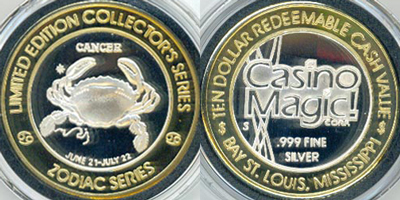 LIMITED EDITION COLLECTOR'S SERIES
CANCER
JUNE 21-JULY 22
ZODIAC SERIES
TEN DOLLAR REDEEMABLE CASH VALUE
Casino
Magic!
.com
S
.999 FINE
SILVER
$ BAY ST. LOUIS, MISSISSIPPI $